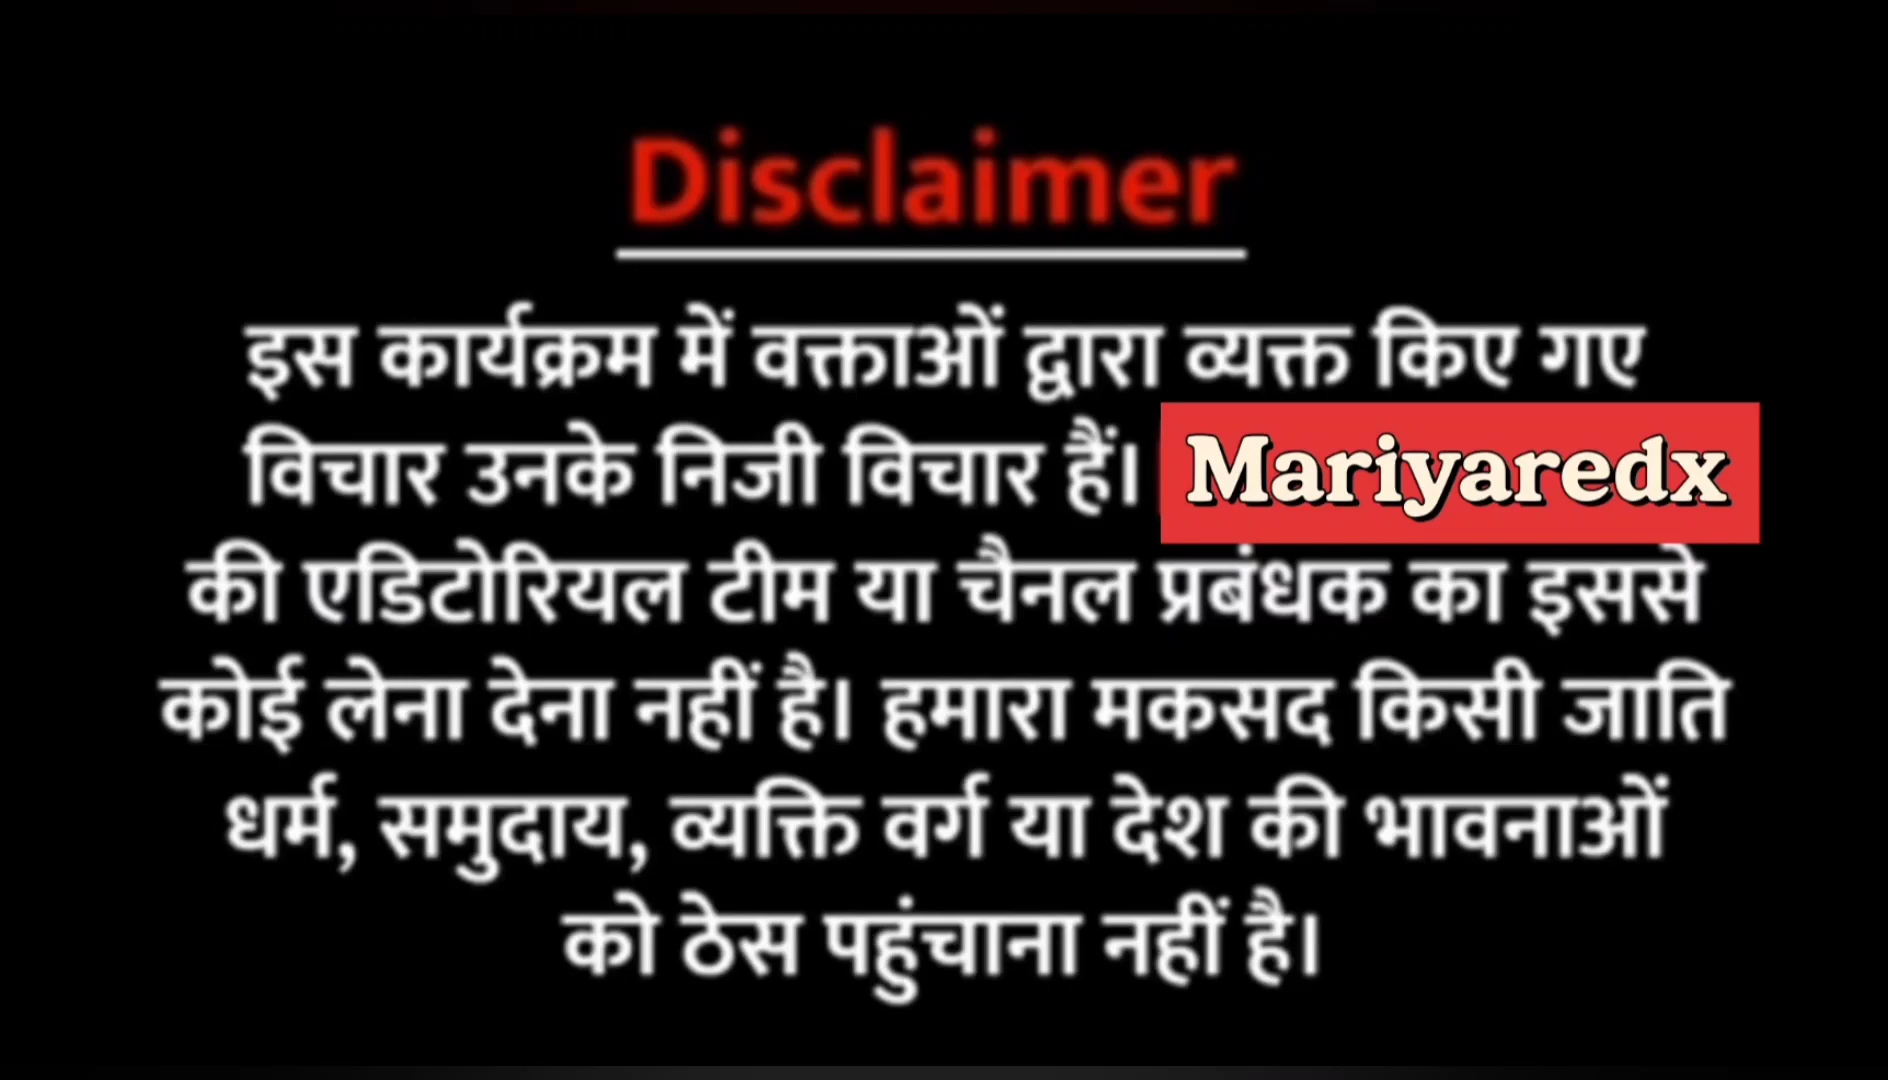 Disclaimer
इस कार्यक्रम में वक्ताओं द्वारा व्यक्त किए गए
विचार उनके निजी विचार हैं। Mariyaredx
की एडिटोरियल टीम या चैनल प्रबंधक का इससे
कोई लेना देना नहीं है। हमारा मकसद किसी जाति
धर्म, समुदाय, व्यक्ति वर्ग या देश की भावनाओं
को ठेस पहुंचाना नहीं है।